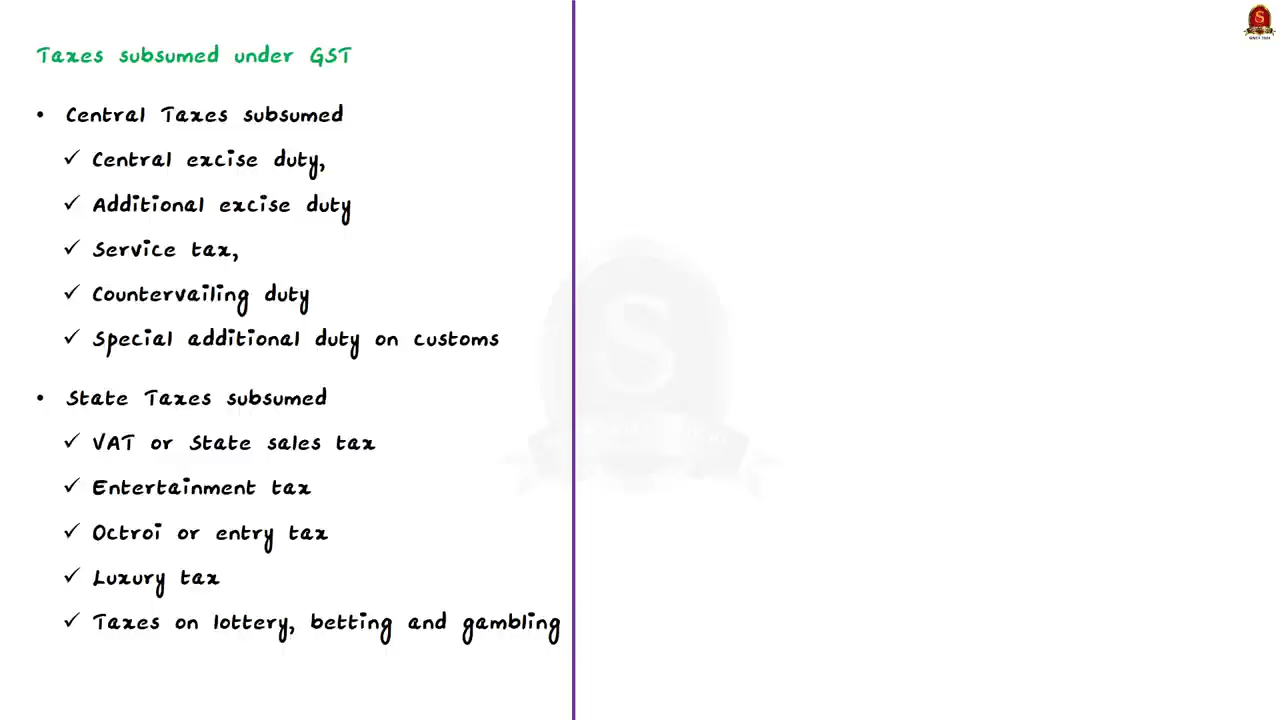 Taxes subsumed under GST
• Central Taxes subsumed
✓ Central excise duty,
✓ Additional excise duty
✓ Service tax,
✓ Countervailing duty
✓ Special additional duty on customs
• State Taxes subsumed
✓ VAT or State sales tax
✓ Entertainment tax
✓ Octroi or entry tax
✓ Luxury tax
✓ Taxes on lottery, betting and gambling
S